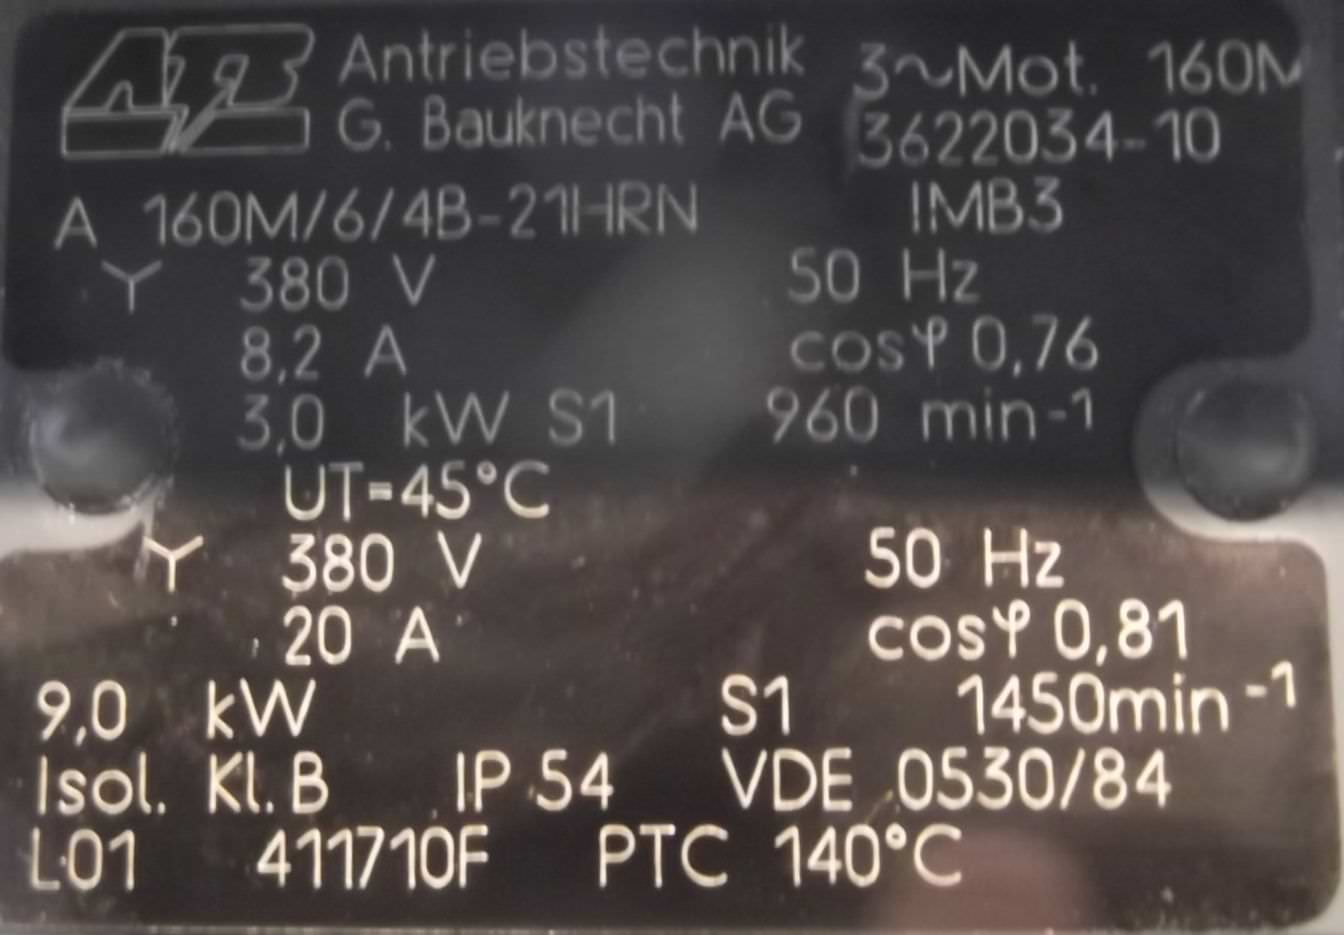 AGB Antriebstechnik 3~Mot. 160M
G. Bauknecht AG 3622034-10
A 160M/6/4B-21HRN IMB3
Y 380 V 50 Hz
8,2 A cosφ 0,76
3,0 kW S1 960 min-1
UT=45°C
Y 380 V 50 Hz
20 A cosφ 0,81
9,0 kW S1 1450min-1
Isol. Kl.B IP 54 VDE 0530/84
L01 411710F PTC 140°C